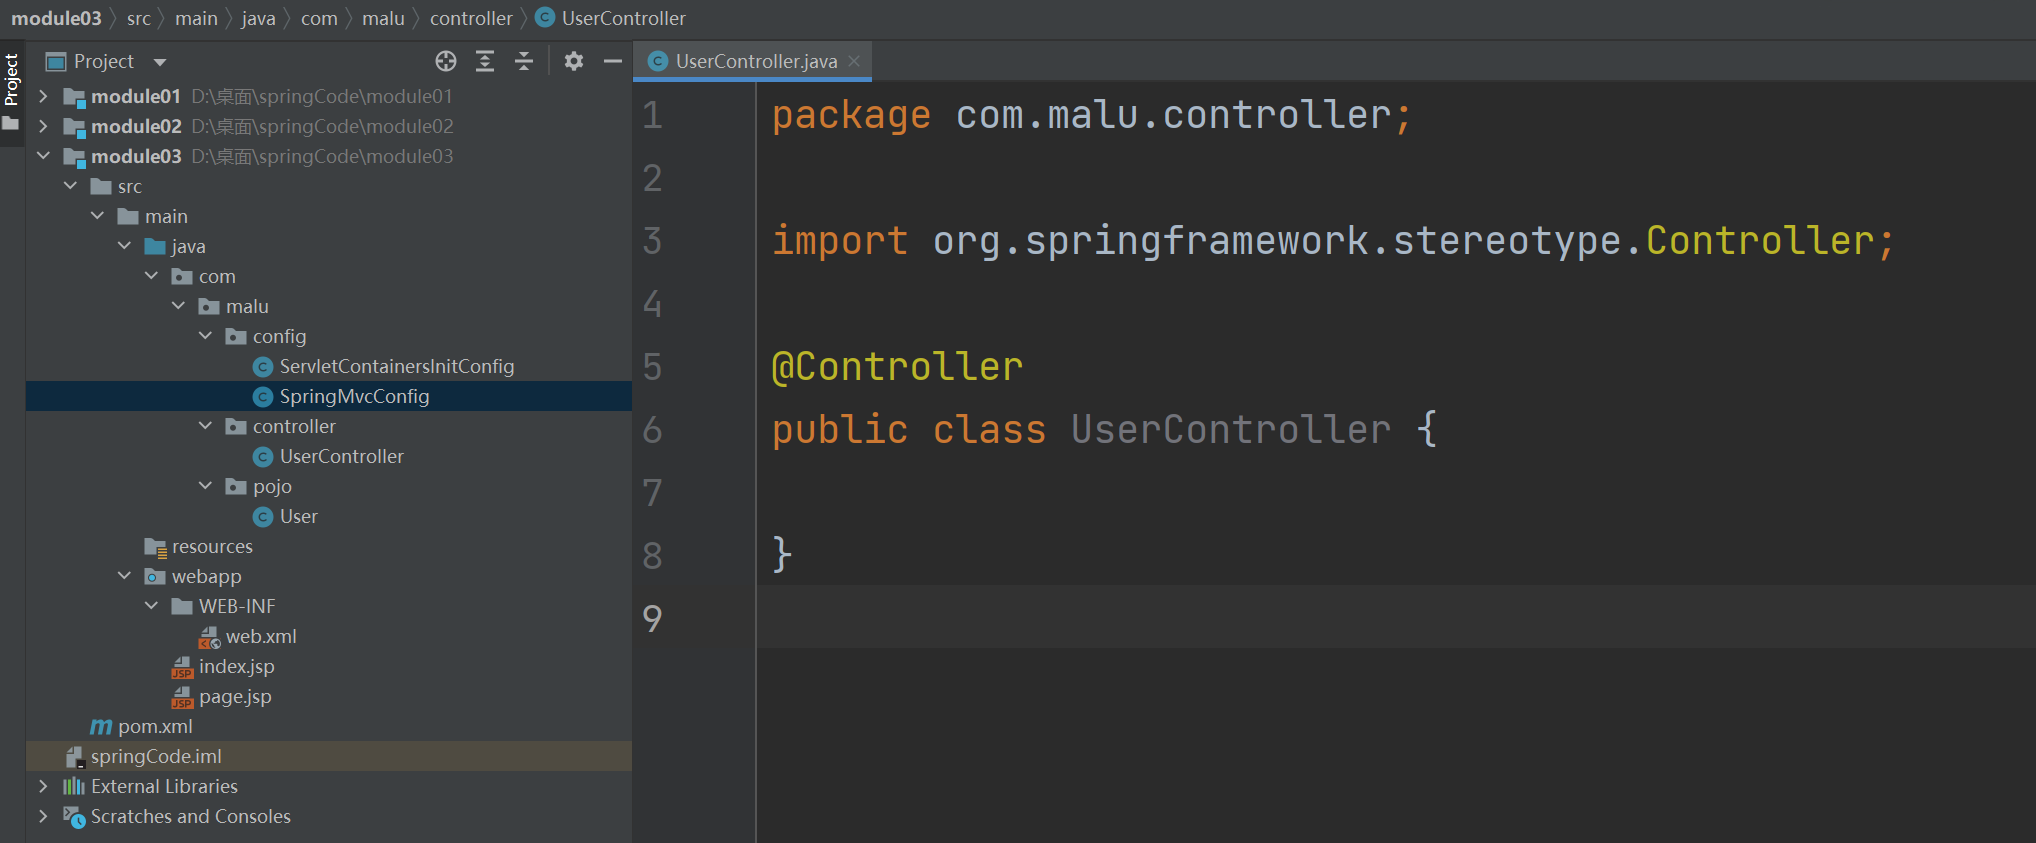 module03 src main java com malu controller UserController
Project
Project
module01 D:\桌面\springCode\module01
module02 D:\桌面\springCode\module02
module03 D:\桌面\springCode\module03
src
main
java
com
malu
config
ServletContainersInitConfig
SpringMvcConfig
controller
UserController
pojo
User
resources
webapp
WEB-INF
web.xml
index.jsp
page.jsp
pom.xml
springCode.iml
External Libraries
Scratches and Consoles
UserController.java
1 package com.malu.controller;
2
3 import org.springframework.stereotype.Controller;
4
5 @Controller
6 public class UserController {
7
8 }
9